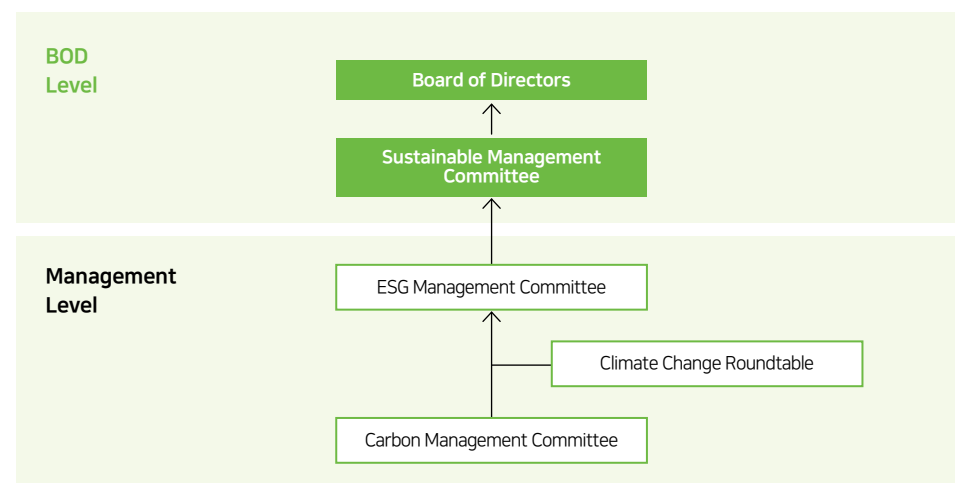 BOD
Level
Board of Directors
Sustainable Management
Committee
Management
Level
ESG Management Committee
Climate Change Roundtable
Carbon Management Committee